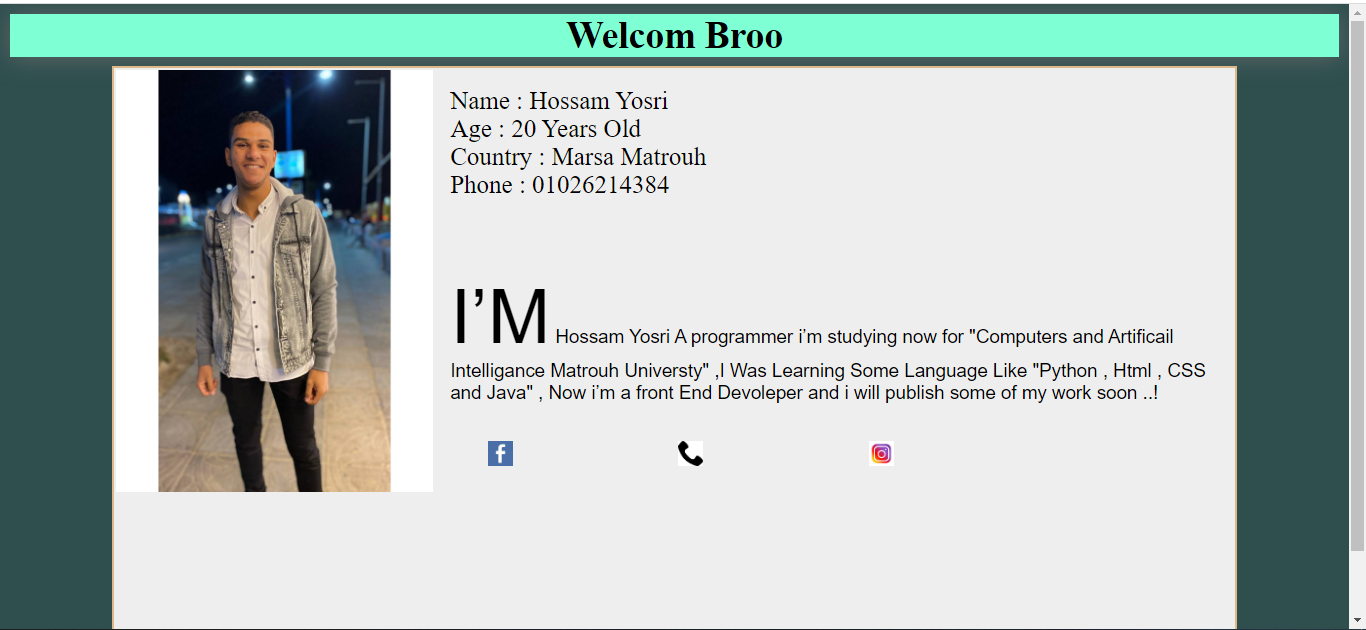 Welcom Broo
Name : Hossam Yosri
Age : 20 Years Old
Country : Marsa Matrouh
Phone : 01026214384
I’M Hossam Yosri A programmer i’m studying now for "Computers and Artificail
Intelligance Matrouh Universty" ,I Was Learning Some Language Like "Python , Html , CSS
and Java" , Now i’m a front End Devoleper and i will publish some of my work soon ..!